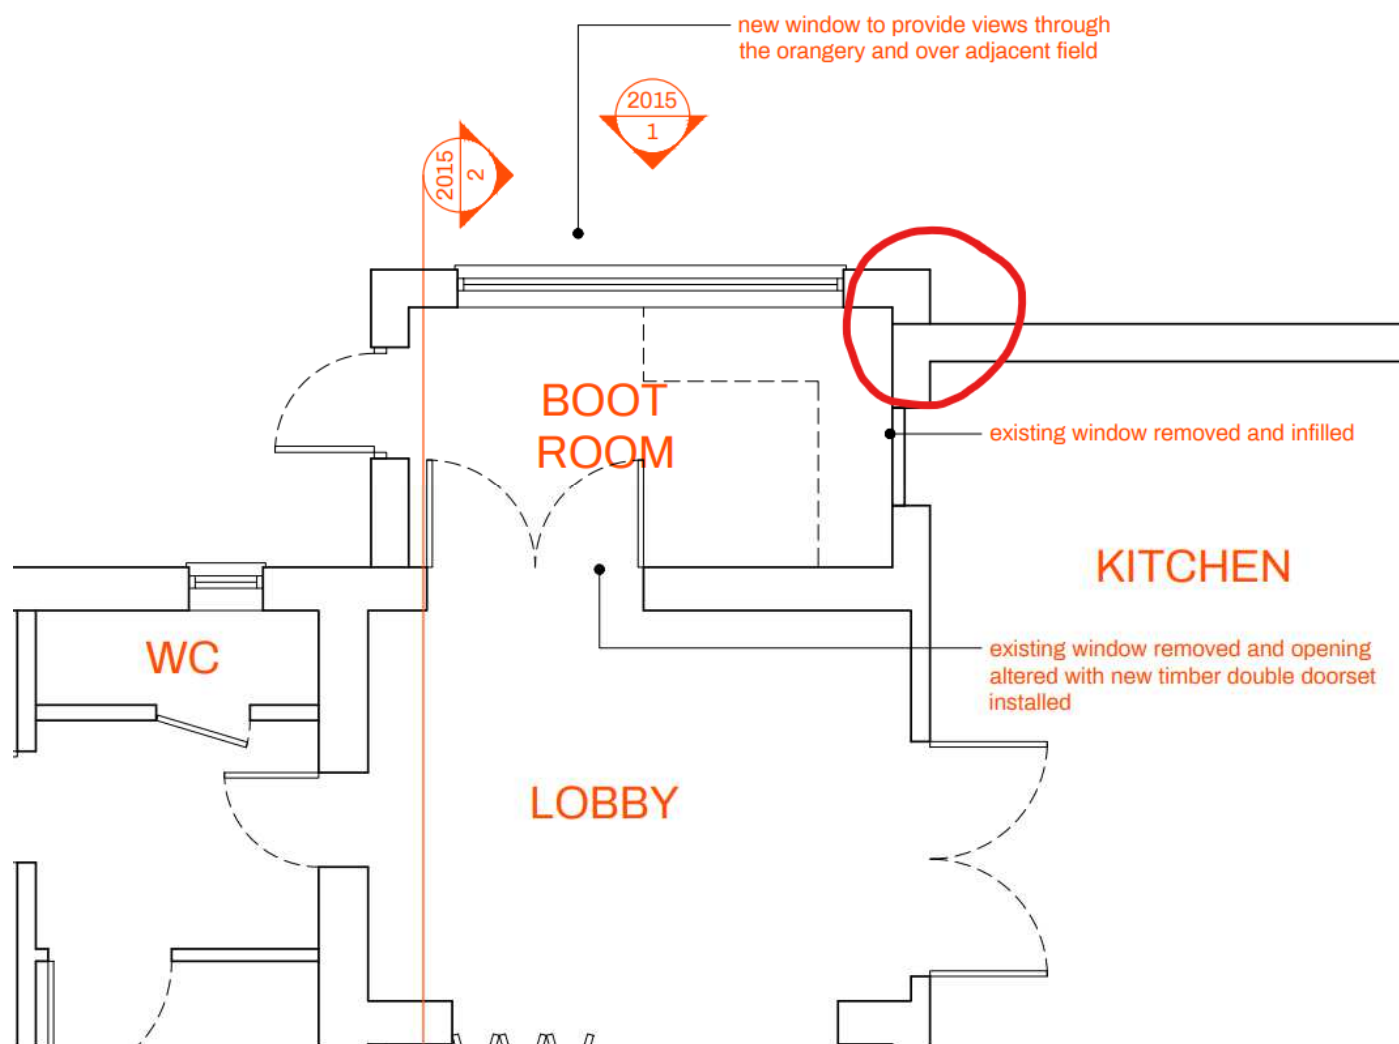 new window to provide views through
the orangery and over adjacent field
2015
1
2015
2
BOOT
ROOM
existing window removed and infilled
KITCHEN
WC
existing window removed and opening
altered with new timber double doorset
installed
LOBBY